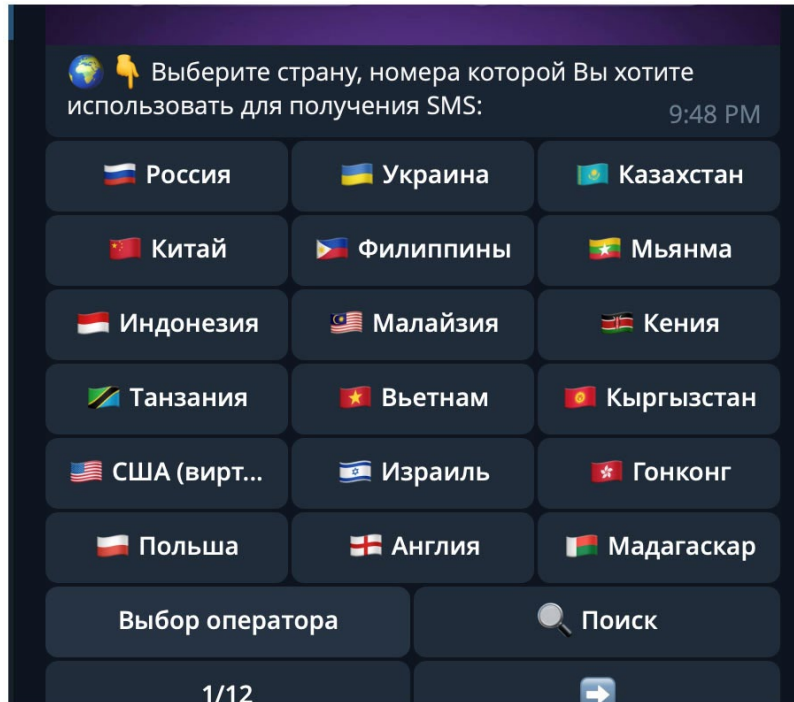 Выберите страну, номера которой Вы хотите
использовать для получения SMS:
9:48 PM
Россия
Украина
Казахстан
Китай
Филиппины
Мьянма
Индонезия
Малайзия
Кения
Танзания
Вьетнам
Кыргызстан
США (вирт...
Израиль
Гонконг
Польша
Англия
Мадагаскар
Выбор оператора
Поиск
1/12